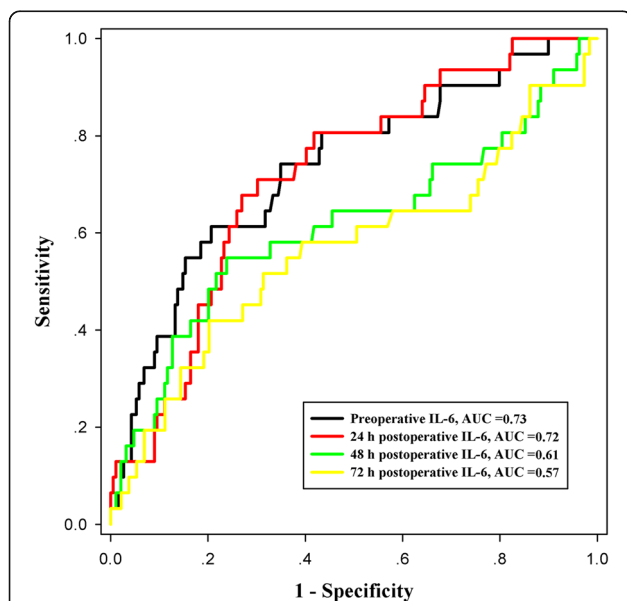 1.0
.8
.6
.4
.2
0.0
Sensitivity
Preoperative IL-6, AUC =0.73
24 h postoperative IL-6, AUC =0.72
48 h postoperative IL-6, AUC =0.61
72 h postoperative IL-6, AUC =0.57
0.0 .2 .4 .6 .8 1.0
1 - Specificity